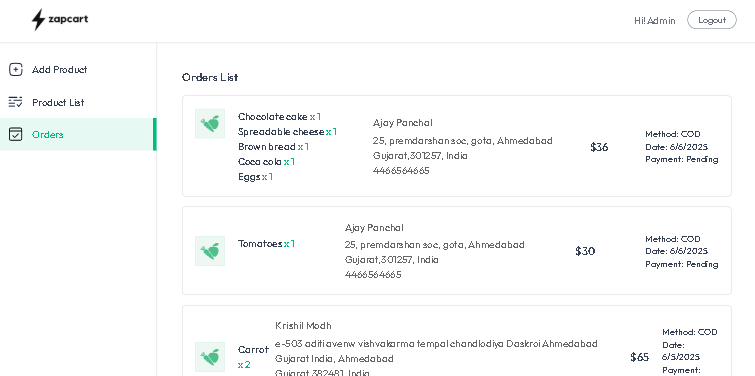 zapcart
Hi! Admin
Logout
Add Product
Product List
Orders
Orders List
Chocolate cake x 1
Spreadable cheese x 1
Brown bread x 1
Coca cola x 1
Eggs x 1
Ajay Panchal
25, premdarshan soc, gota, Ahmedabad
Gujarat,301257, India
4466564665
$36
Method: COD
Date: 6/6/2025
Payment: Pending
Tomatoes x 1
Ajay Panchal
25, premdarshan soc, gota, Ahmedabad
Gujarat,301257, India
4466564665
$30
Method: COD
Date: 6/6/2025
Payment: Pending
Carrot
x 2
Krishil Modh
e-503 aditi avenw vishvakarma tempal chandlodiya Daskroi Ahmedabad
Gujarat India, Ahmedabad
Gujarat,382481, India
$65
Method: COD
Date:
6/5/2025
Payment: